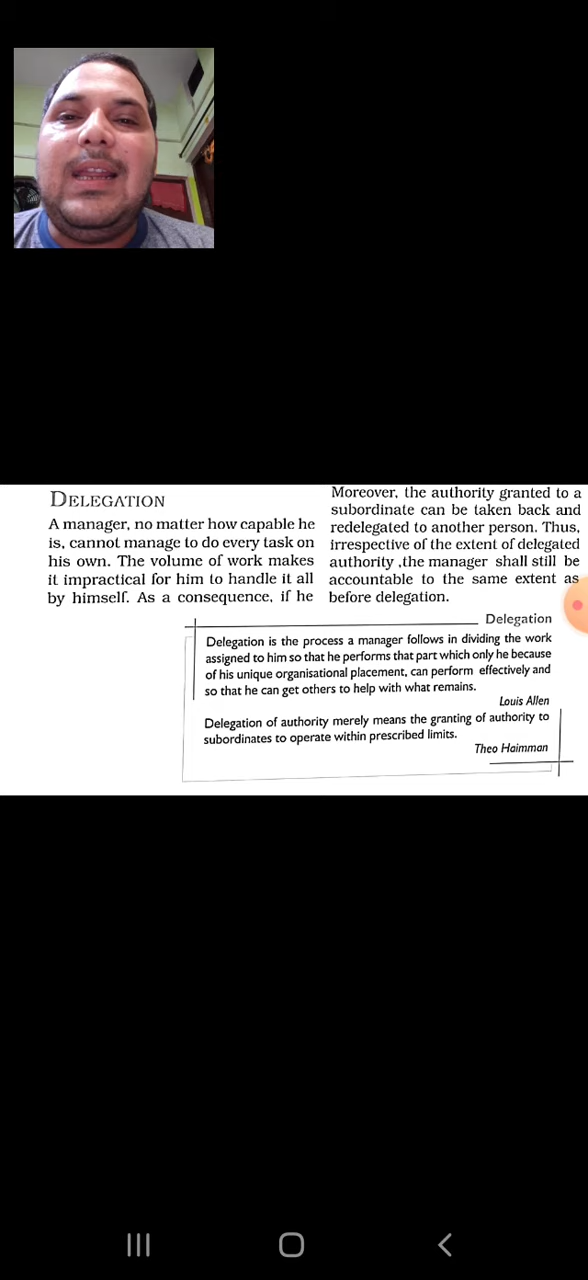 DELEGATION
A manager, no matter how capable he
is, cannot manage to do every task on
his own. The volume of work makes
it impractical for him to handle it all
by himself. As a consequence, if he
Moreover, the authority granted to a
subordinate can be taken back and
redelegated to another person. Thus,
irrespective of the extent of delegated
authority ,the manager shall still be
accountable to the same extent as
before delegation.
Delegation
Delegation is the process a manager follows in dividing the work
assigned to him so that he performs that part which only he because
of his unique organisational placement, can perform effectively and
so that he can get others to help with what remains.
Louis Allen
Delegation of authority merely means the granting of authority to
subordinates to operate within prescribed limits.
Theo Haimman